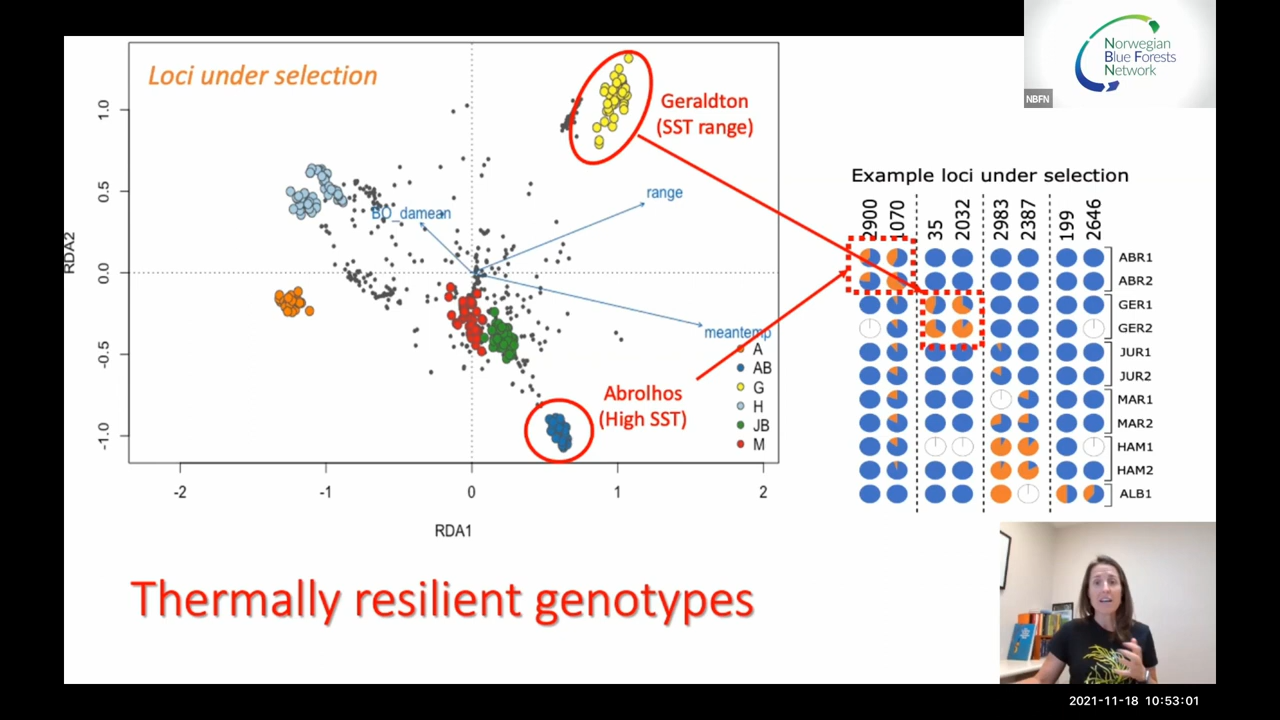 Norwegian
Blue Forests
Network
NBFN
Loci under selection
Geraldton
(SST range)
range
BO_damean
meantemp
Abrolhos
(High SST)
A
AB
G
H
JB
M
RDA2
1.0
0.5
0.0
-0.5
-1.0
-2
-1
0
1
2
RDA1
Example loci under selection
2900
1070
35
2032
2983
2387
199
2646
ABR1
ABR2
GER1
GER2
JUR1
JUR2
MAR1
MAR2
HAM1
HAM2
ALB1
Thermally resilient genotypes
2021-11-18 10:53:01